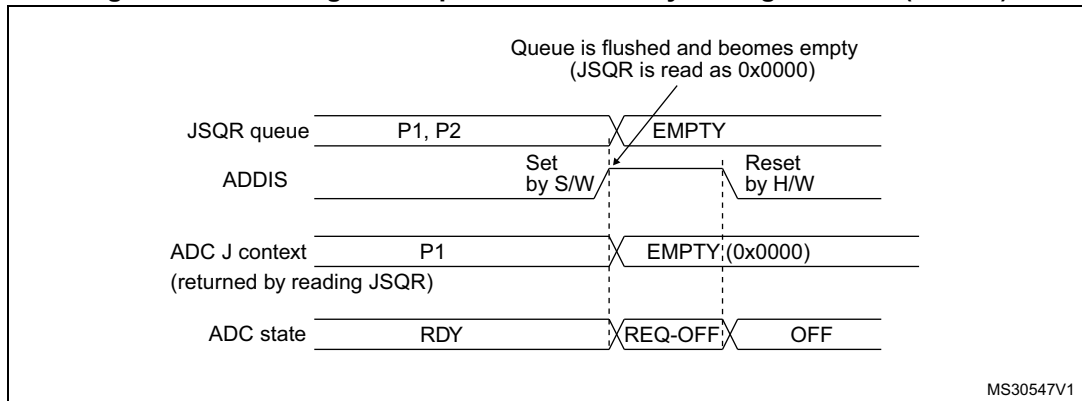 Queue is flushed and beomes empty
(JSQR is read as 0x0000)
JSQR queue P1, P2 EMPTY
Set Reset
ADDIS by S/W by H/W
ADC J context P1 EMPTY (0x0000)
(returned by reading JSQR)
ADC state RDY REQ-OFF OFF
MS30547V1